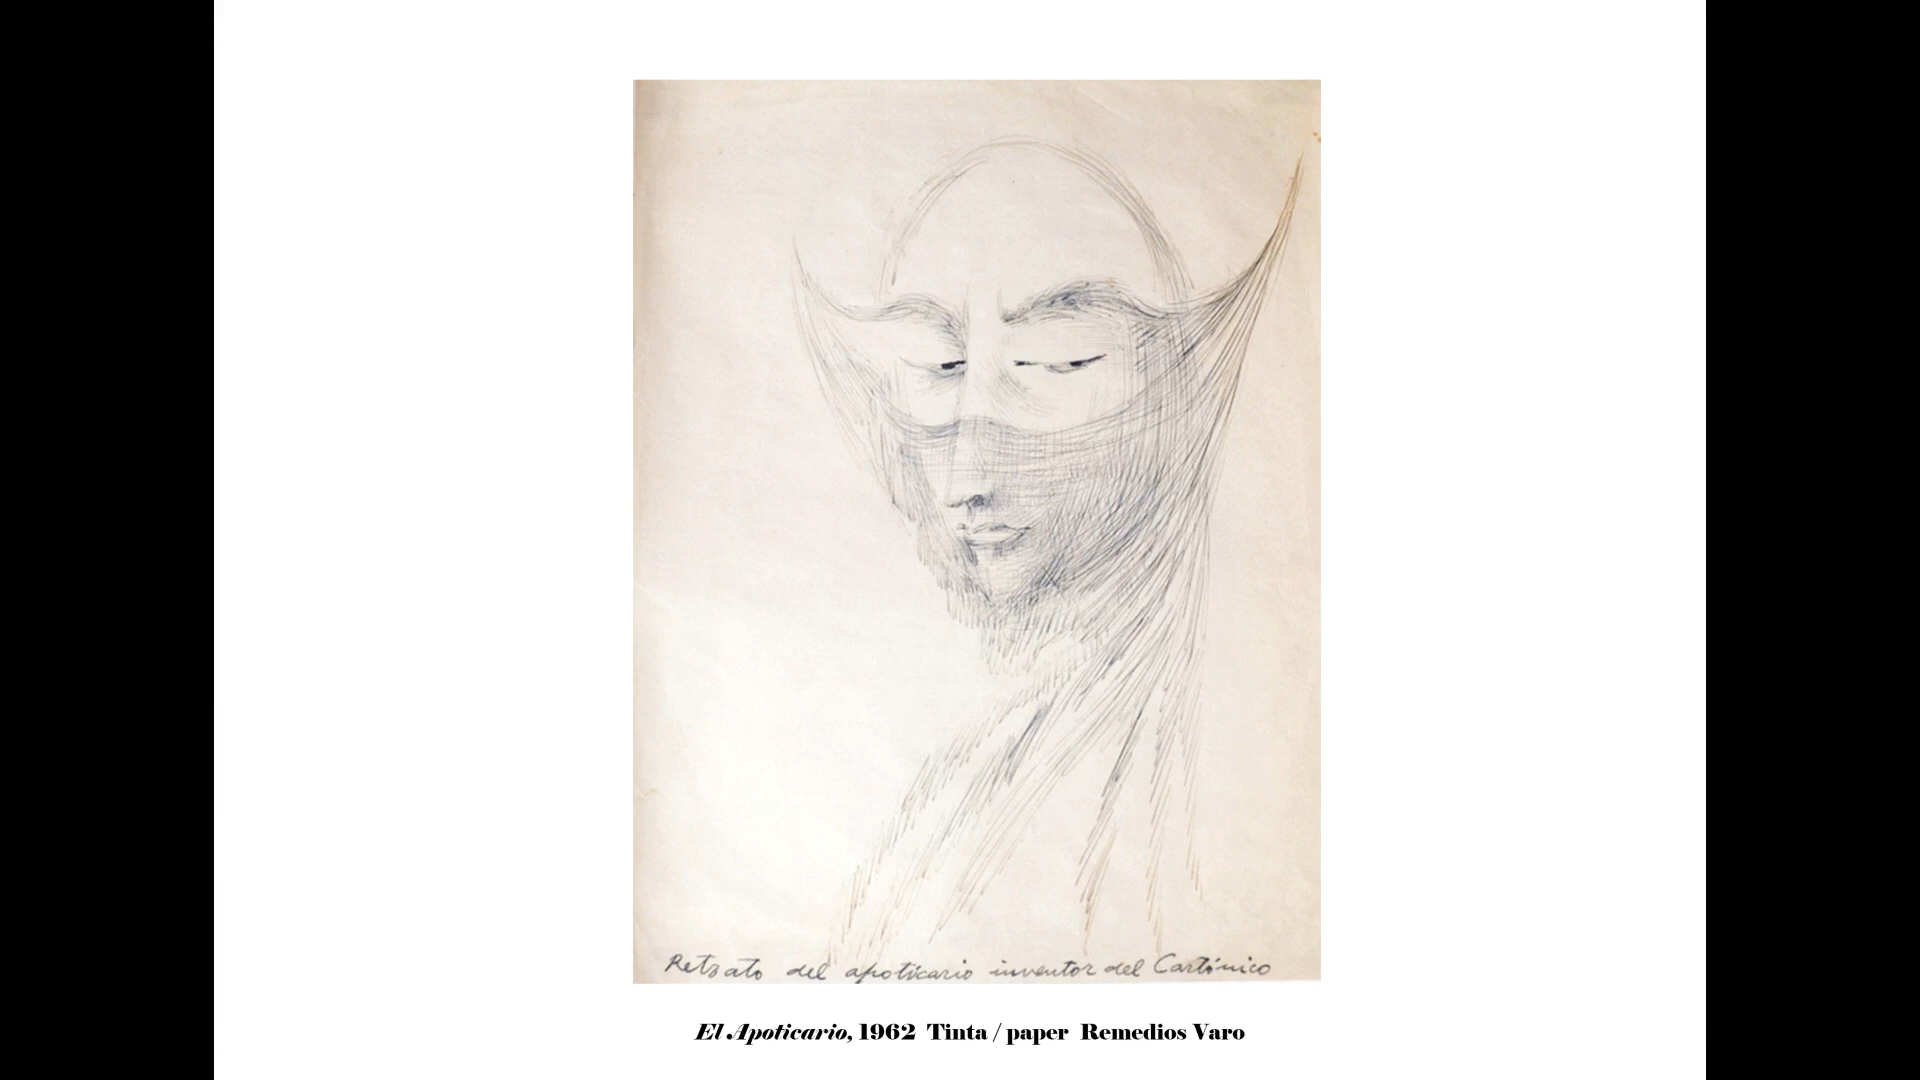 Retrato del apoticario inventor del Cartónico
El Apoticario, 1962 Tinta / paper Remedios Varo